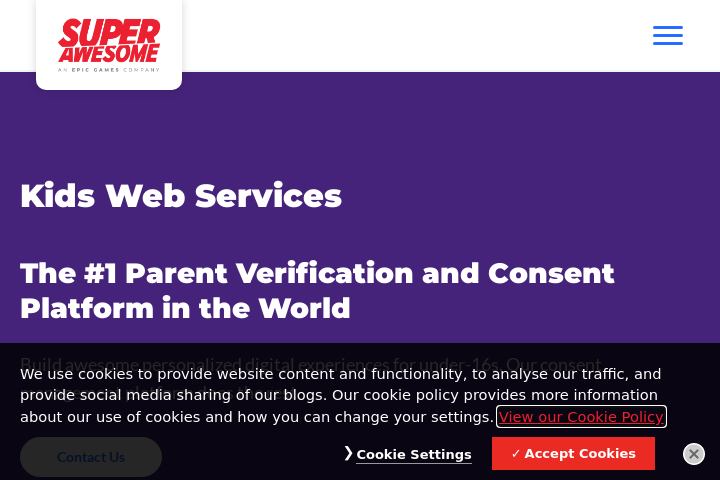 SUPER
AWESOME
AN EPIC GAMES COMPANY
Kids Web Services
The #1 Parent Verification and Consent
Platform in the World
Build awesome personalized digital experiences for under-16s. Our consent
We use cookies to provide website content and functionality, to analyse our traffic, and
provide social media sharing of our blogs. Our cookie policy provides more information
about our use of cookies and how you can change your settings. View our Cookie Policy
Contact Us
❯ Cookie Settings
✓ Accept Cookies